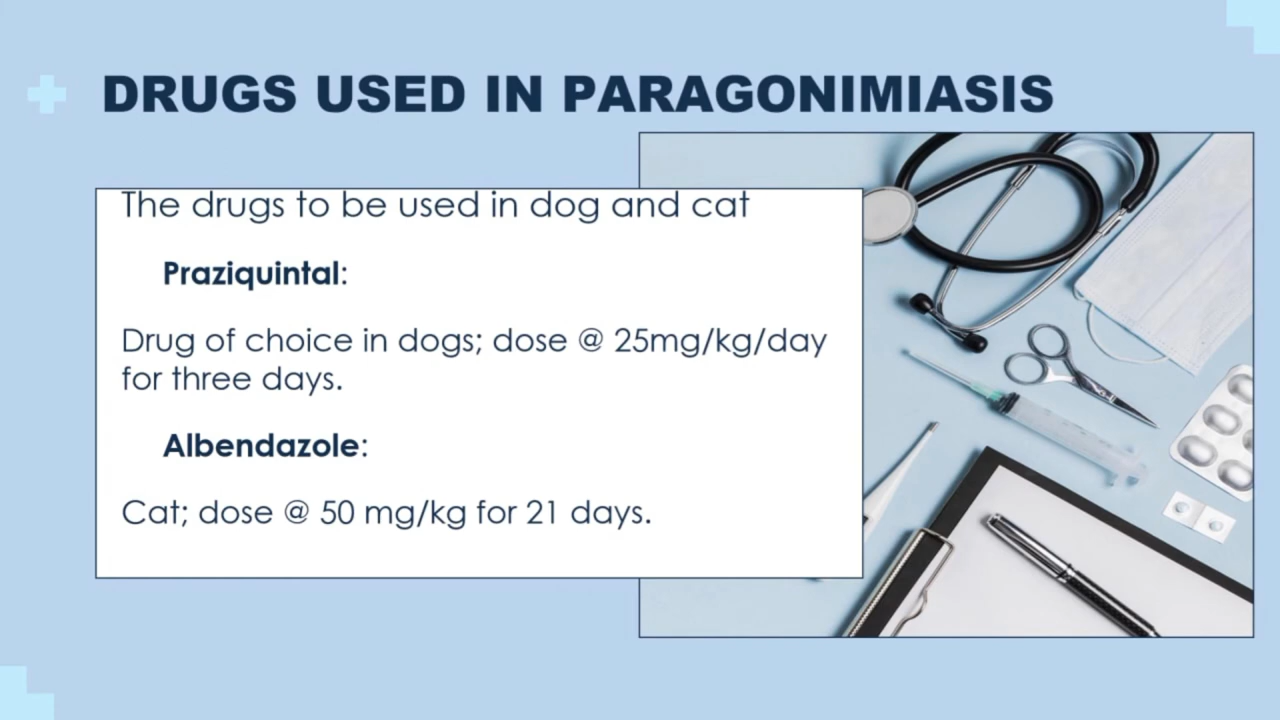 DRUGS USED IN PARAGONIMIASIS
The drugs to be used in dog and cat
Praziquintal:
Drug of choice in dogs; dose @ 25mg/kg/day
for three days.
Albendazole:
Cat; dose @ 50 mg/kg for 21 days.